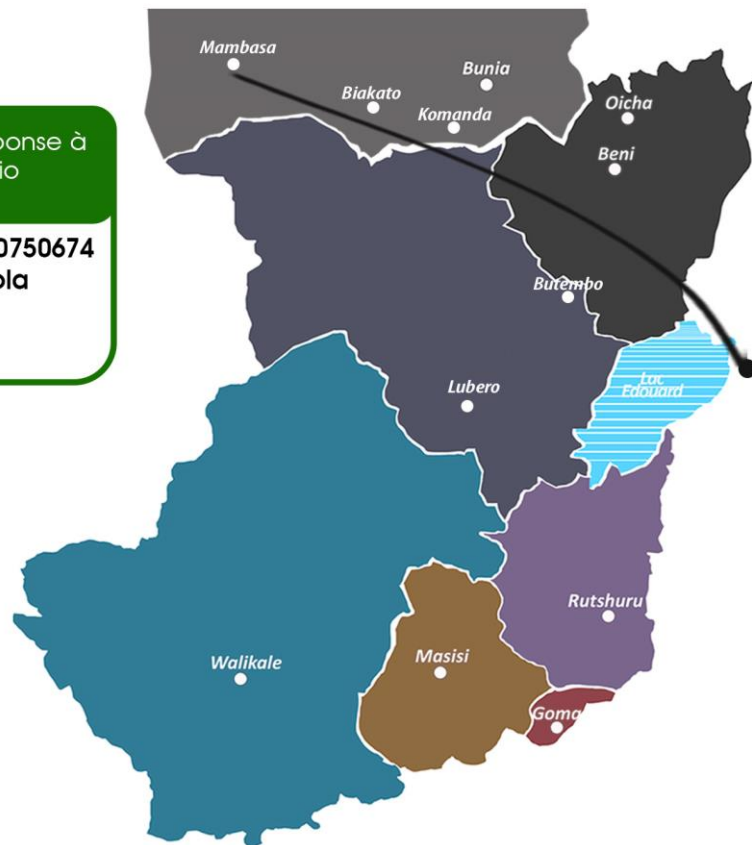 ponse à
io
0750674
ola
Mambasa
Bunia
Biakato
Komanda
Oicha
Beni
Butembo
Lac
Edouard
Lubero
Rutshuru
Masisi
Walikale
Goma